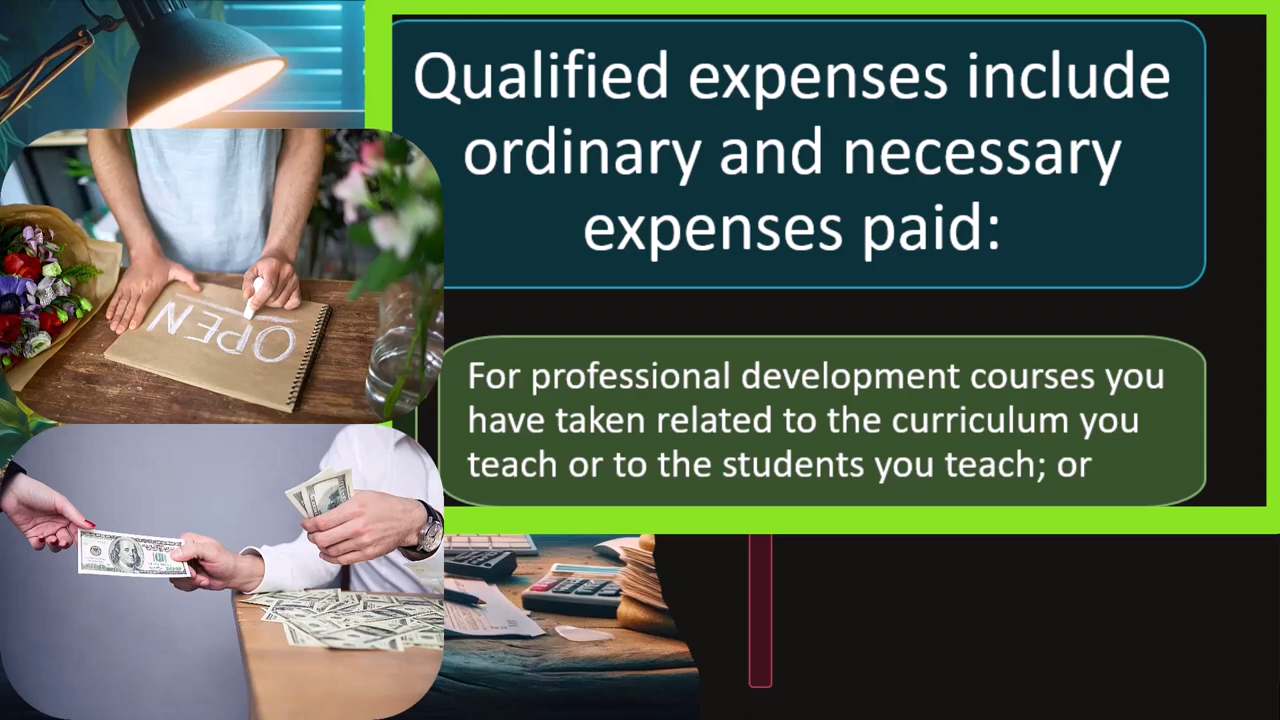 Qualified expenses include
ordinary and necessary
expenses paid:
For professional development courses you
have taken related to the curriculum you
teach or to the students you teach; or
OPEN